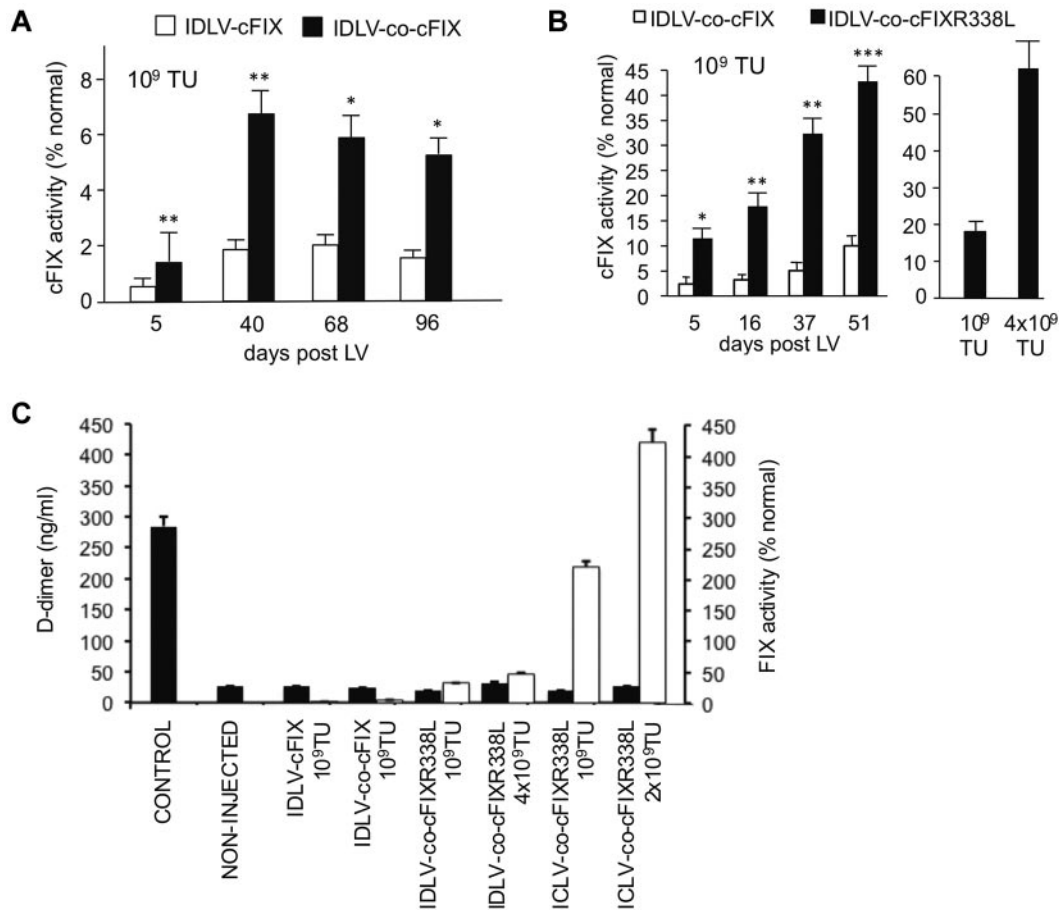 A
IDLV-cFIX IDLV-co-cFIX
10⁹ TU
cFIX activity (% normal)
8
6
4
2
0
**
**
*
*
5 40 68 96
days post LV
B
IDLV-co-cFIX IDLV-co-cFIXR338L
10⁹ TU
cFIX activity (% normal)
45
40
35
30
25
20
15
10
5
0
*
**
**
***
5 16 37 51
days post LV
60
50
40
30
20
10
0
10⁹ 4x10⁹
TU TU
C
D-dimer (ng/ml)
450
400
350
300
250
200
150
100
50
0
450
400
350
300
250
200
150
100
50
0
FIX activity (% normal)
CONTROL
NON-INJECTED
IDLV-cFIX
10⁹TU
IDLV-co-cFIX
10⁹TU
IDLV-co-cFIXR338L
10⁹TU
IDLV-co-cFIXR338L
4x10⁹TU
ICLV-co-cFIXR338L
10⁹TU
ICLV-co-cFIXR338L
2x10⁹TU